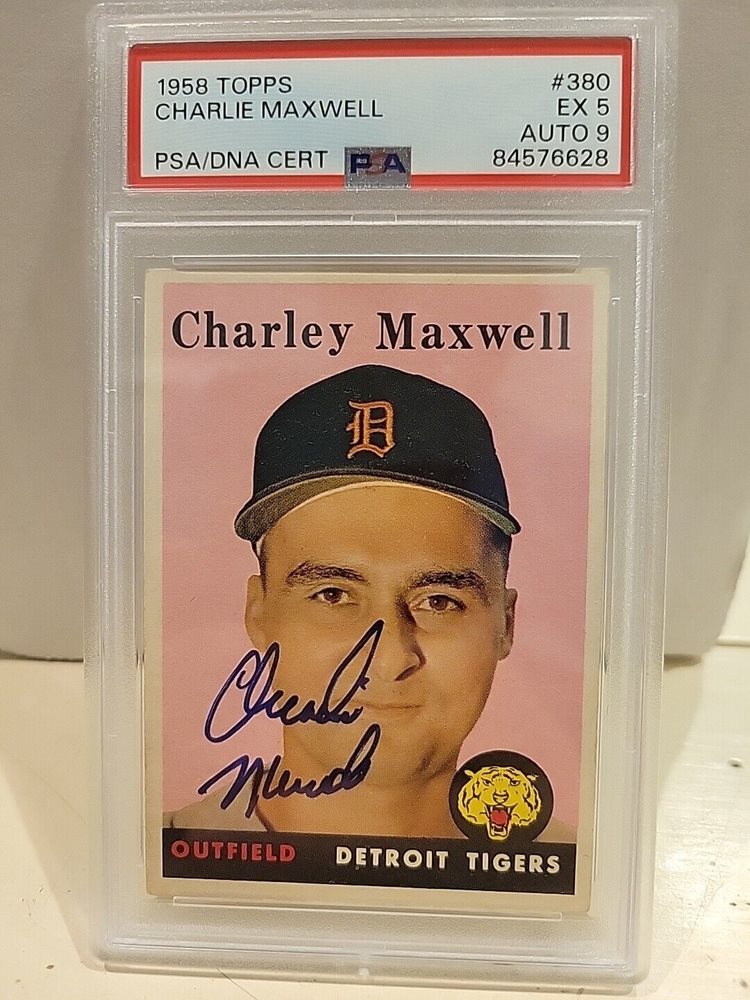 1958 TOPPS #380
CHARLIE MAXWELL EX 5
AUTO 9
PSA/DNA CERT PSA 84576628
Charley Maxwell
D
OUTFIELD DETROIT TIGERS